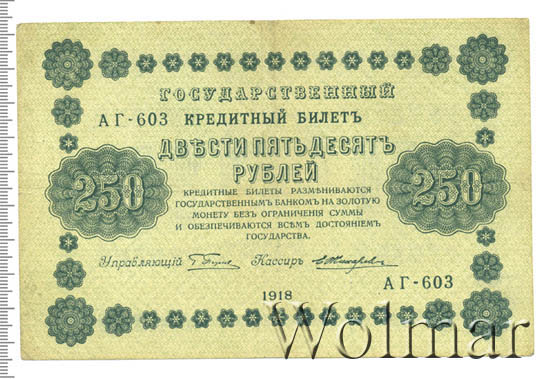 ГОСУДАРСТВЕННЫЙ
АГ-603 КРЕДИТНЫЙ БИЛЕТЪ
ДВѢСТИ ПЯТЬДЕСЯТЪ
РУБЛЕЙ
250
250
КРЕДИТНЫЕ БИЛЕТЫ РАЗМѢНИВАЮТСЯ
ГОСУДАРСТВЕННЫМЪ БАНКОМЪ НА ЗОЛОТУЮ
МОНЕТУ БЕЗЪ ОГРАНИЧЕНІЯ СУММЫ
И ОБЕЗПЕЧИВАЮТСЯ ВСѢМЪ ДОСТОЯНІЕМЪ
ГОСУДАРСТВА.
Управляющій Кассиръ
АГ-603
1918
Wolmar